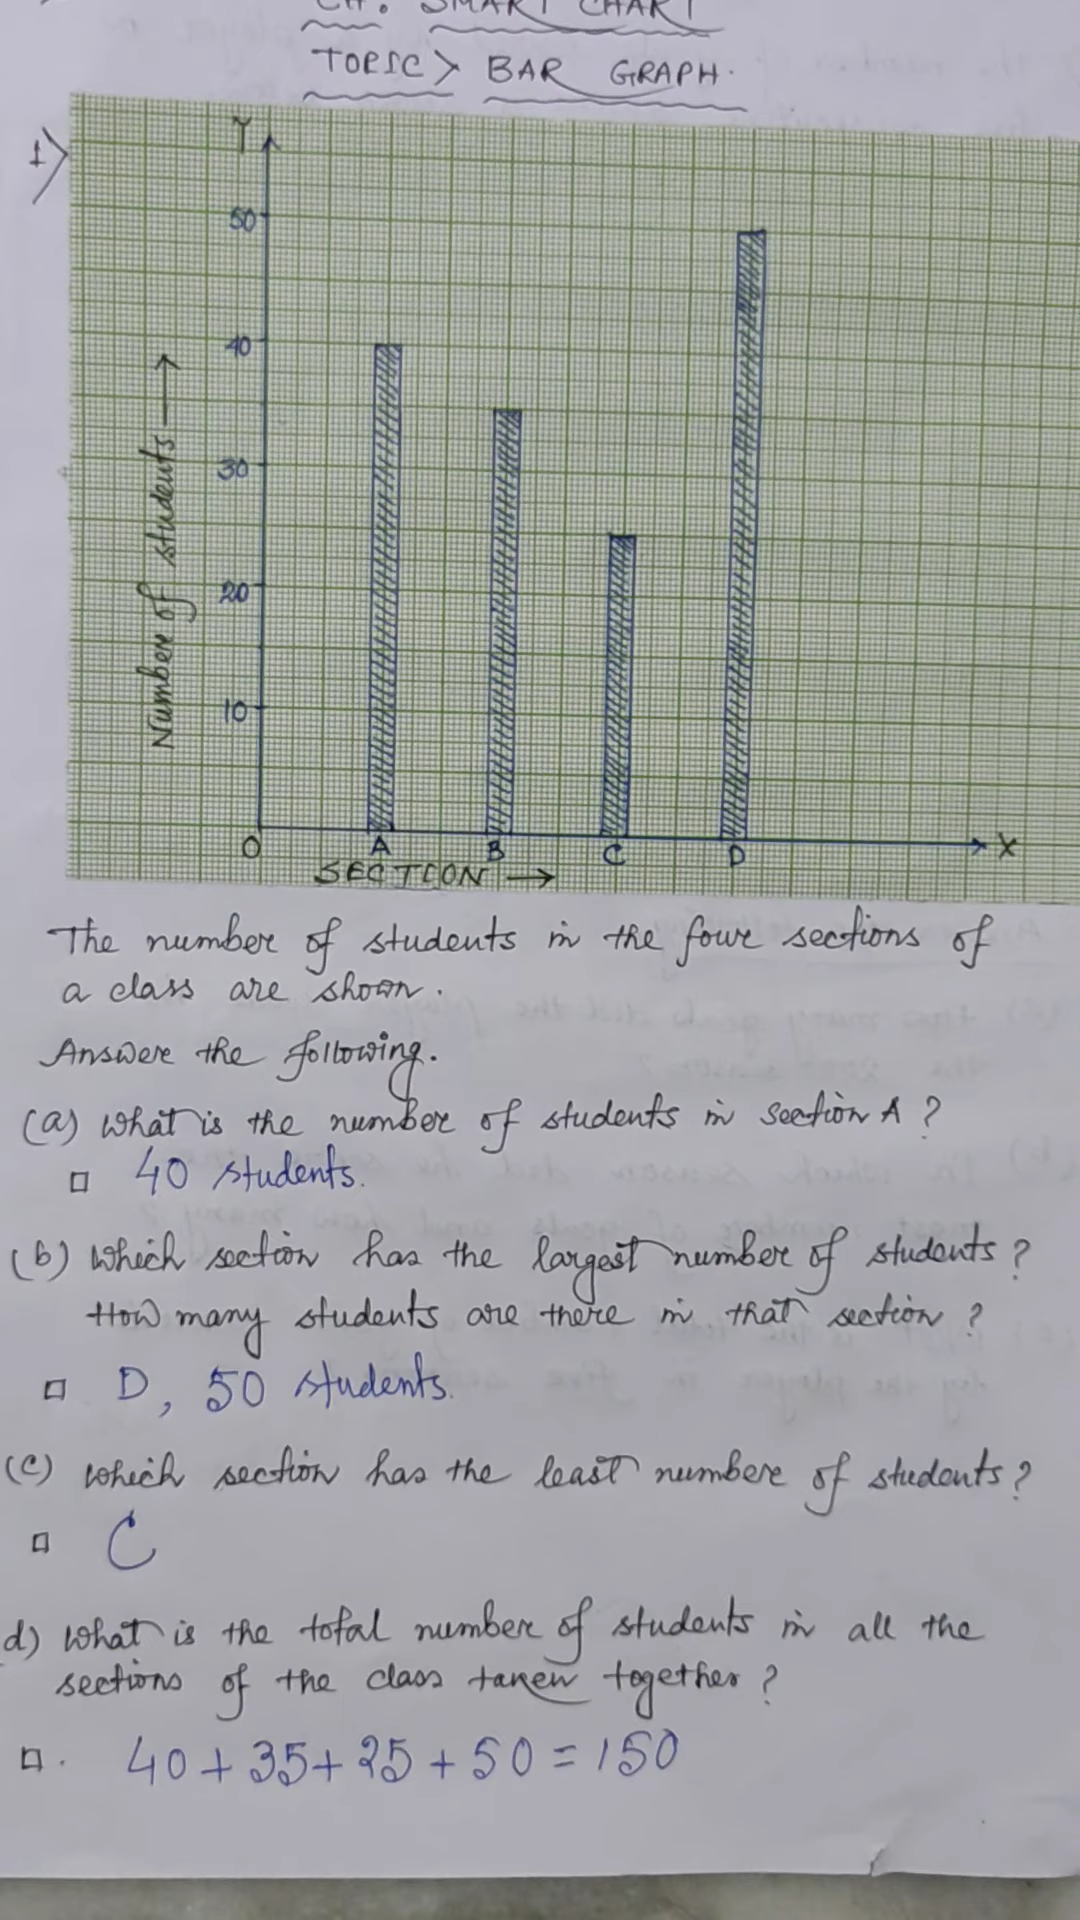 CH. SMART CHART
TOPIC> BAR GRAPH.
1)
Y
50
40
30
20
10
O
Number of students →
A B C D
X
SECTION →
The number of students in the four sections of
a class are shown.
Answere the following.
(a) What is the number of students in section A ?
40 students.
(b) Which section has the largest number of students ?
How many students are there in that section ?
D, 50 students.
(c) Which section has the least number of students ?
C
d) What is the total number of students in all the
sections of the class taken together ?
40 + 35 + 25 + 50 = 150